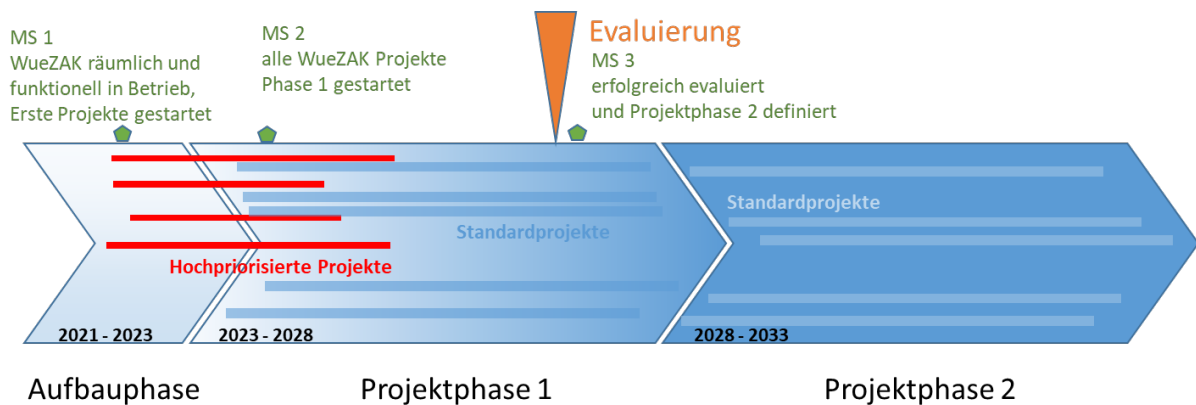 MS 1
WueZAK räumlich und
funktionell in Betrieb,
Erste Projekte gestartet
MS 2
alle WueZAK Projekte
Phase 1 gestartet
Evaluierung
MS 3
erfolgreich evaluiert
und Projektphase 2 definiert
Hochpriorisierte Projekte
Standardprojekte
Standardprojekte
2021 - 2023
2023 - 2028
2028 - 2033
Aufbauphase
Projektphase 1
Projektphase 2